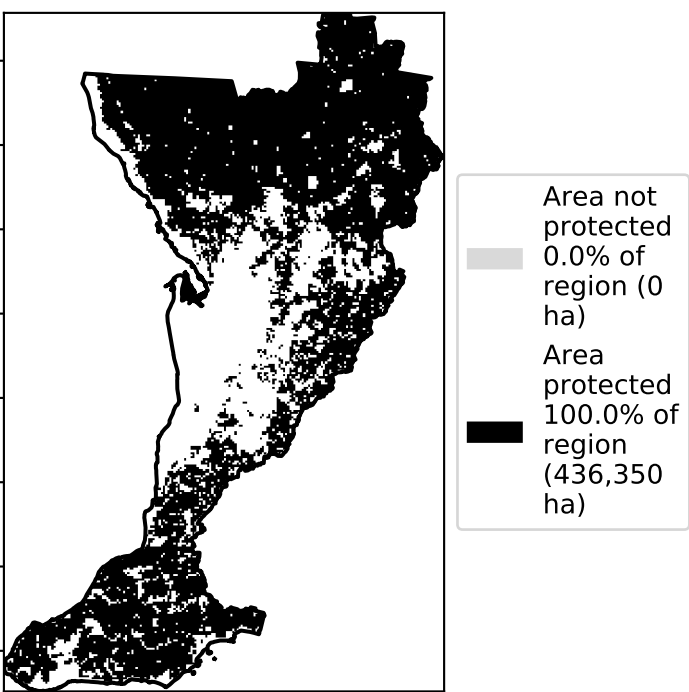 Area not
protected
0.0% of
region (0
ha)
Area
protected
100.0% of
region
(436,350
ha)